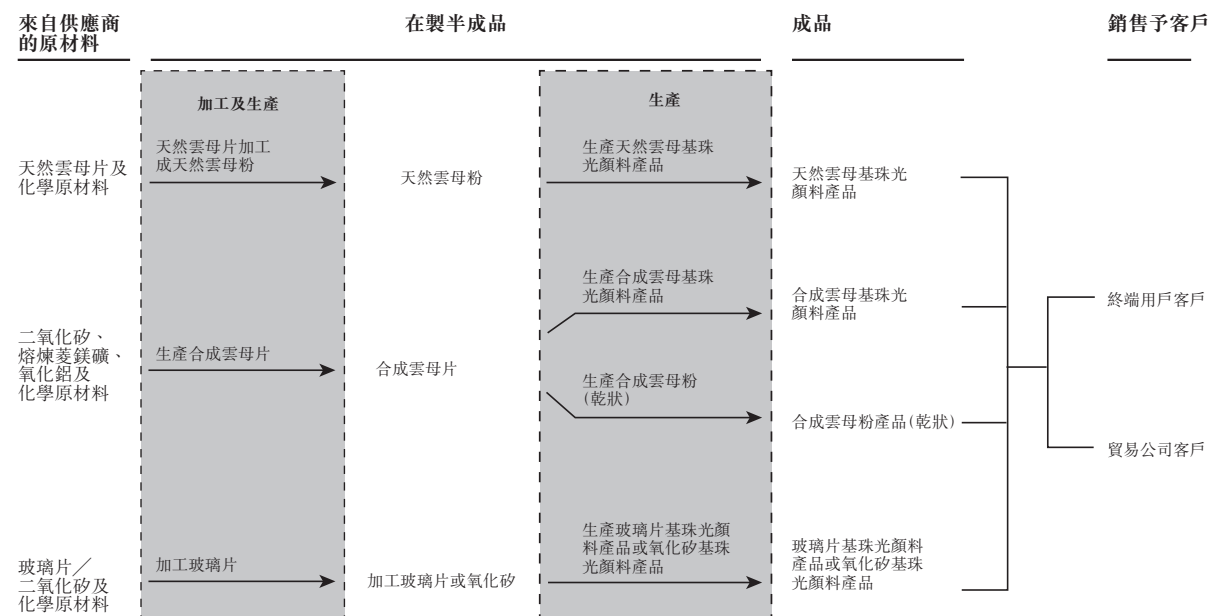 來自供應商
的原材料
在製半成品
成品
銷售予客戶
加工及生產
生產
天然雲母片及
化學原材料
天然雲母片加工
成天然雲母粉
天然雲母粉
生產天然雲母基珠
光顏料產品
天然雲母基珠光
顏料產品
二氧化矽、
熔煉菱鎂礦、
氧化鋁及
化學原材料
生產合成雲母片
合成雲母片
生產合成雲母基珠
光顏料產品
合成雲母基珠光
顏料產品
生產合成雲母粉
(乾狀)
合成雲母粉產品(乾狀)
終端用戶客戶
貿易公司客戶
玻璃片／
二氧化矽及
化學原材料
加工玻璃片
加工玻璃片或氧化矽
生產玻璃片基珠光顏
料產品或氧化矽基珠
光顏料產品
玻璃片基珠光顏料
產品或氧化矽基珠
光顏料產品